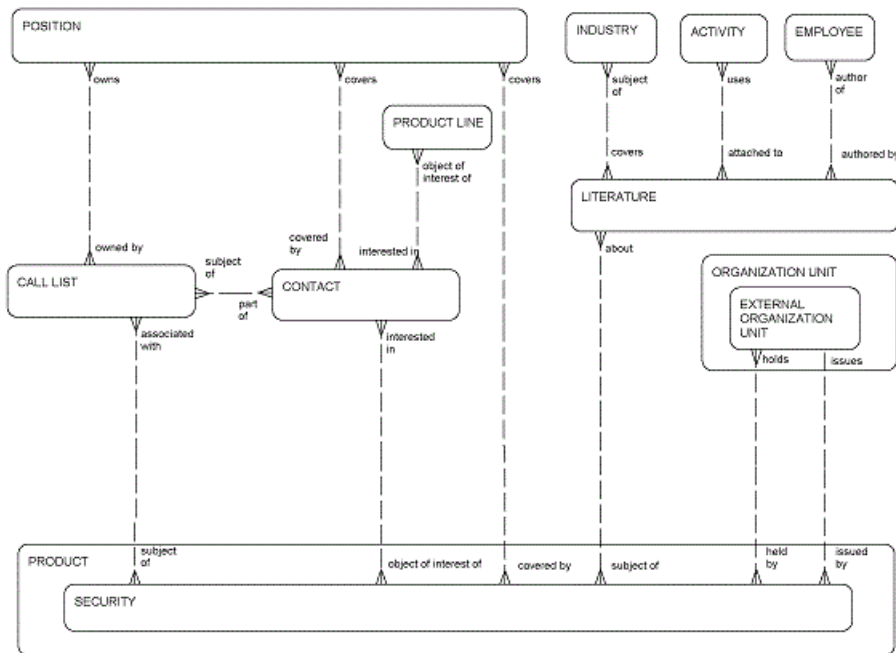 POSITION
INDUSTRY
ACTIVITY
EMPLOYEE
owns
covers
covers
subject
of
uses
author
of
PRODUCT LINE
object of
interest of
covers
attached to
authored by
LITERATURE
owned by
covered
by
interested in
about
subject
of
CALL LIST
part
of
CONTACT
ORGANIZATION UNIT
EXTERNAL
ORGANIZATION
UNIT
associated
with
interested
in
holds
issues
subject
of
object of interest of
covered by
subject of
held
by
issued
by
PRODUCT
SECURITY